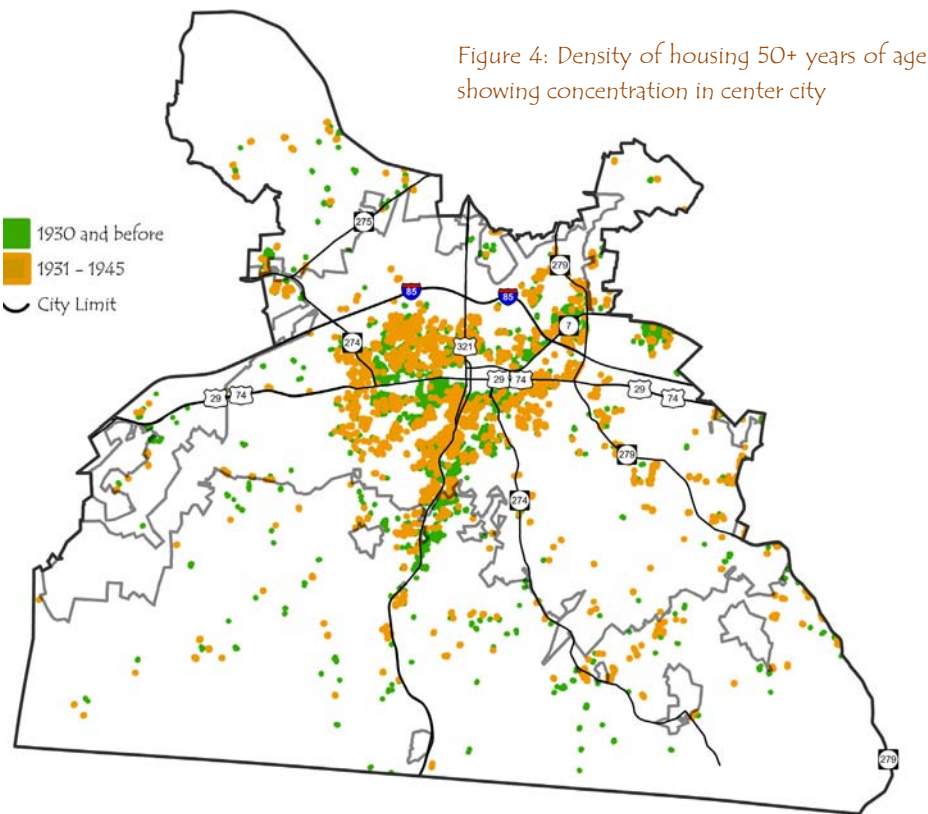 Figure 4: Density of housing 50+ years of age
showing concentration in center city
1930 and before
1931 - 1945
City Limit
275
279
85
85
7
274
321
29 74
29
74
29 74
279
274
279